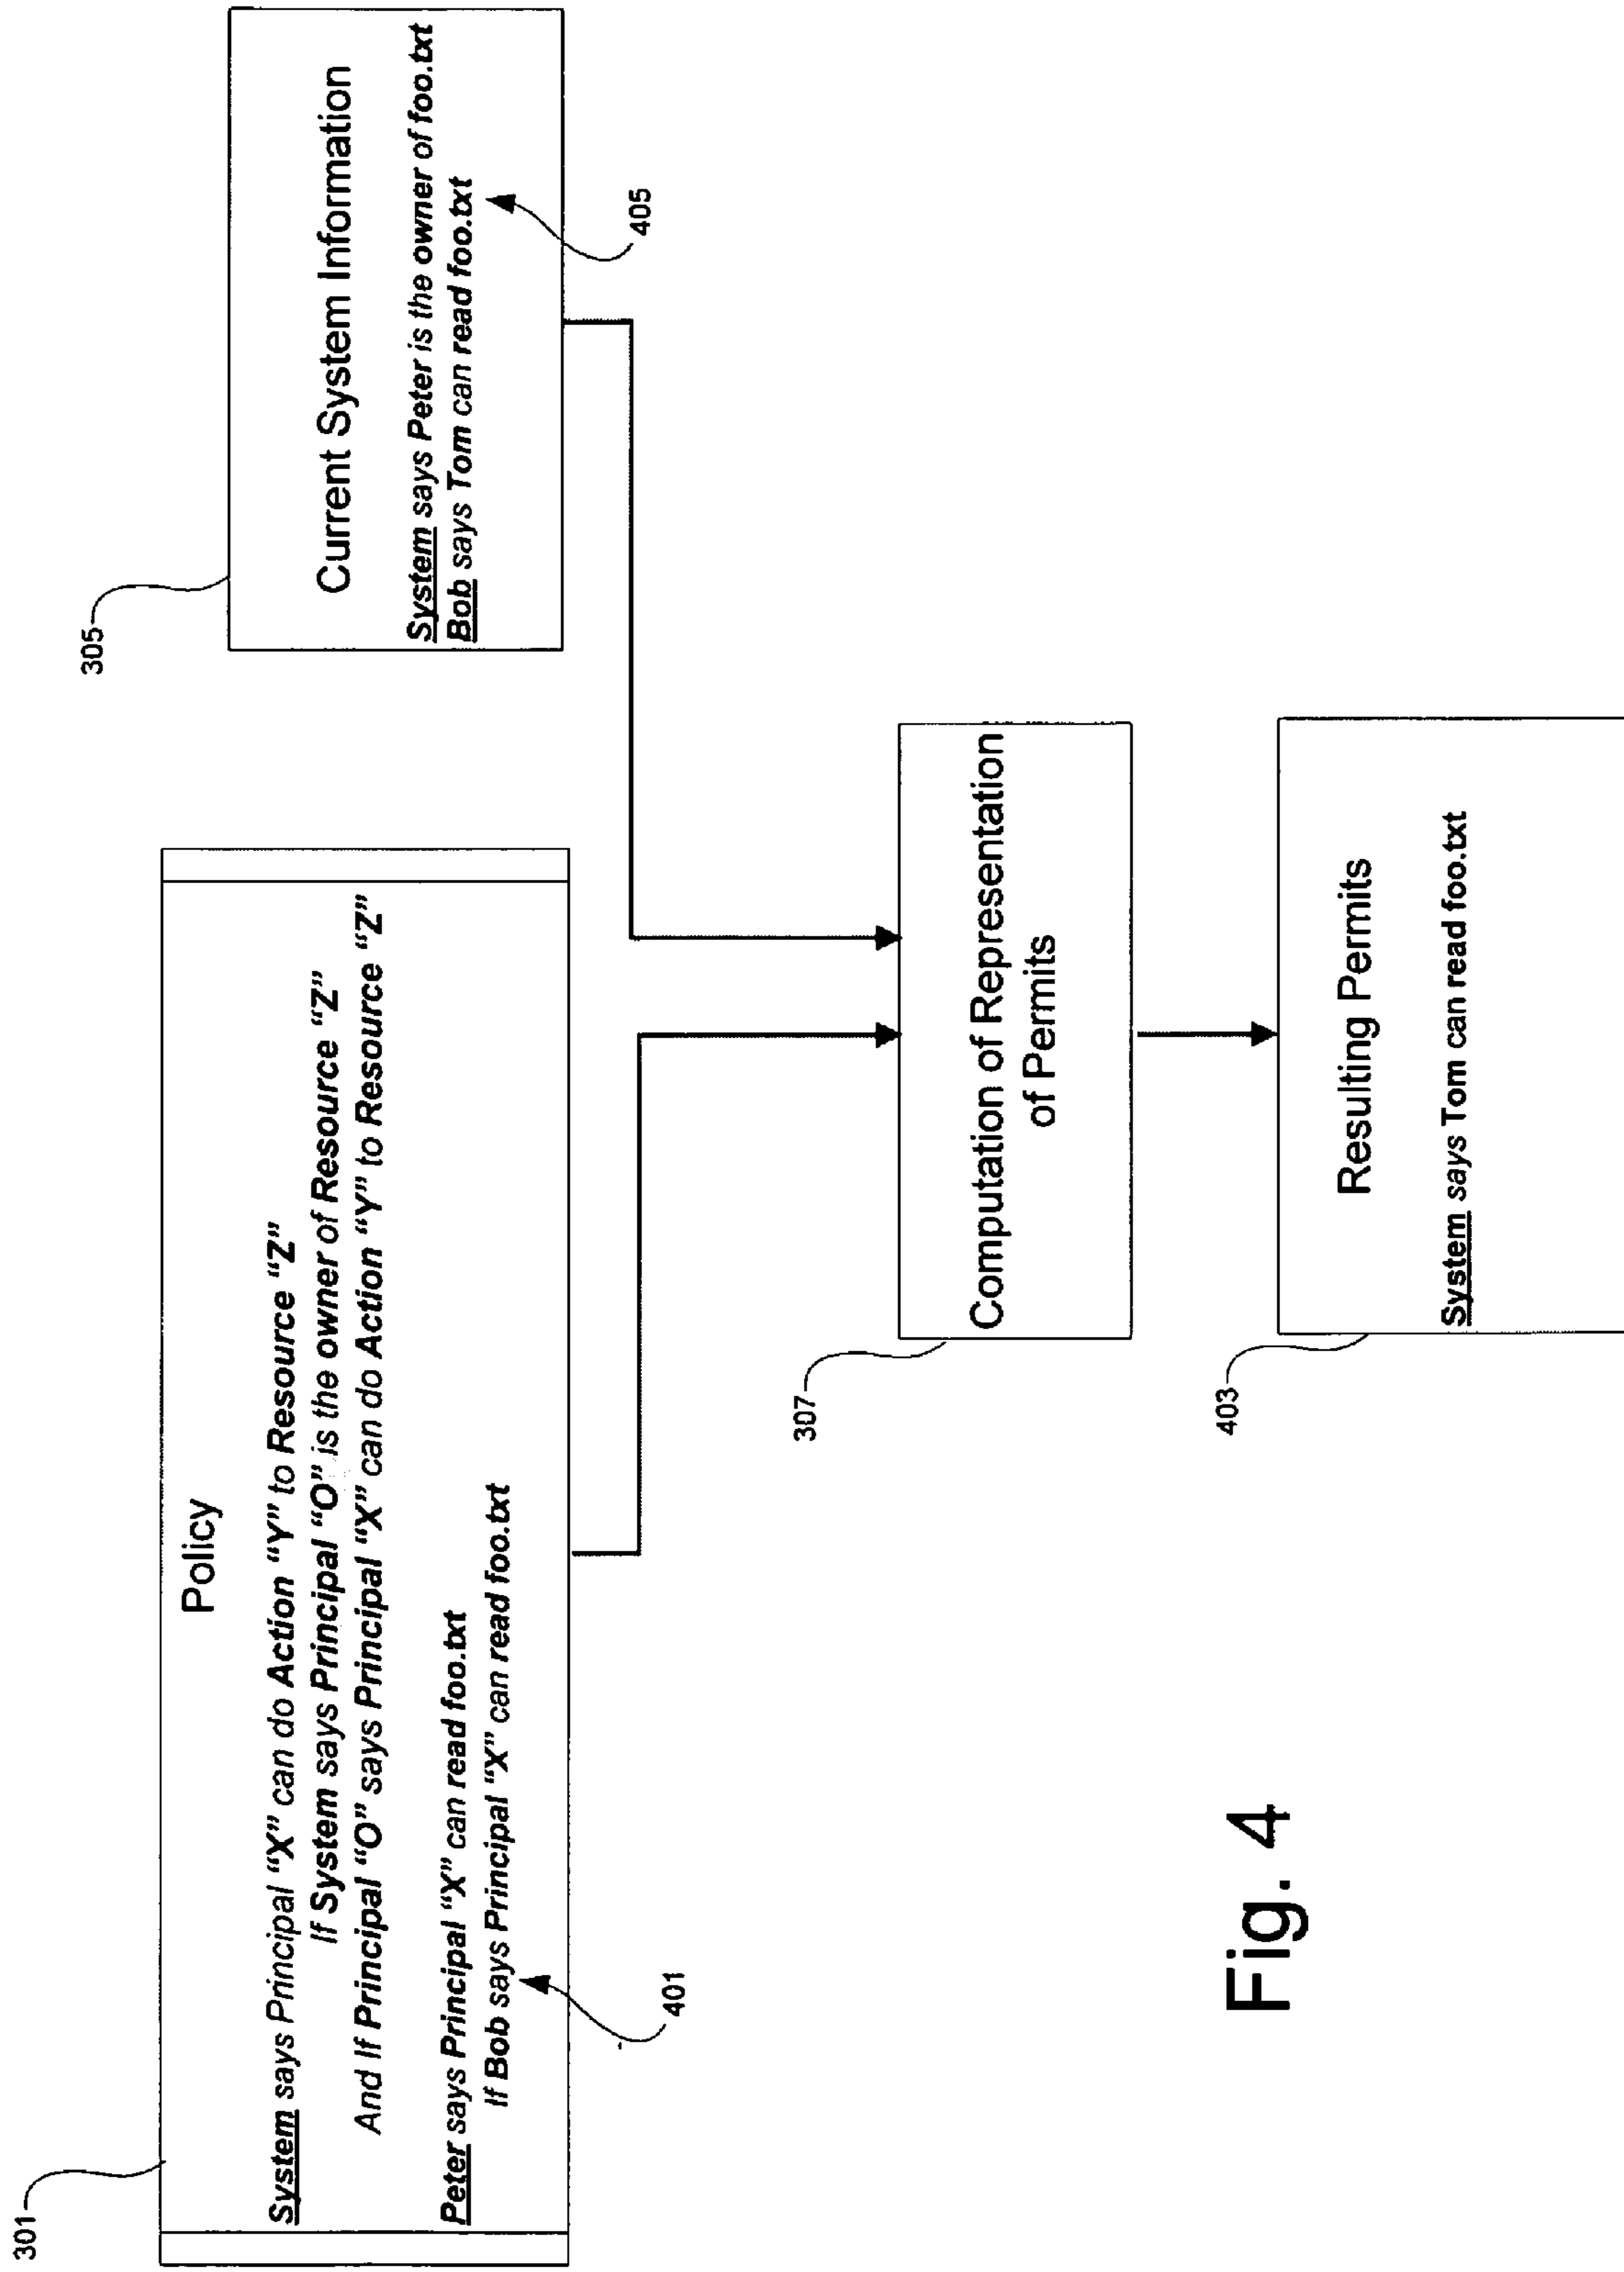 301
Policy
System says Principal “X” can do Action “Y” to Resource “Z”
If System says Principal “O” is the owner of Resource “Z”
And If Principal “O” says Principal “X” can do Action “Y” to Resource “Z”
Peter says Principal “X” can read foo.txt
If Bob says Principal “X” can read foo.txt
401
305
Current System Information
System says Peter is the owner of foo.txt
Bob says Tom can read foo.txt
405
307
Computation of Representation
of Permits
403
Resulting Permits
System says Tom can read foo.txt
Fig. 4